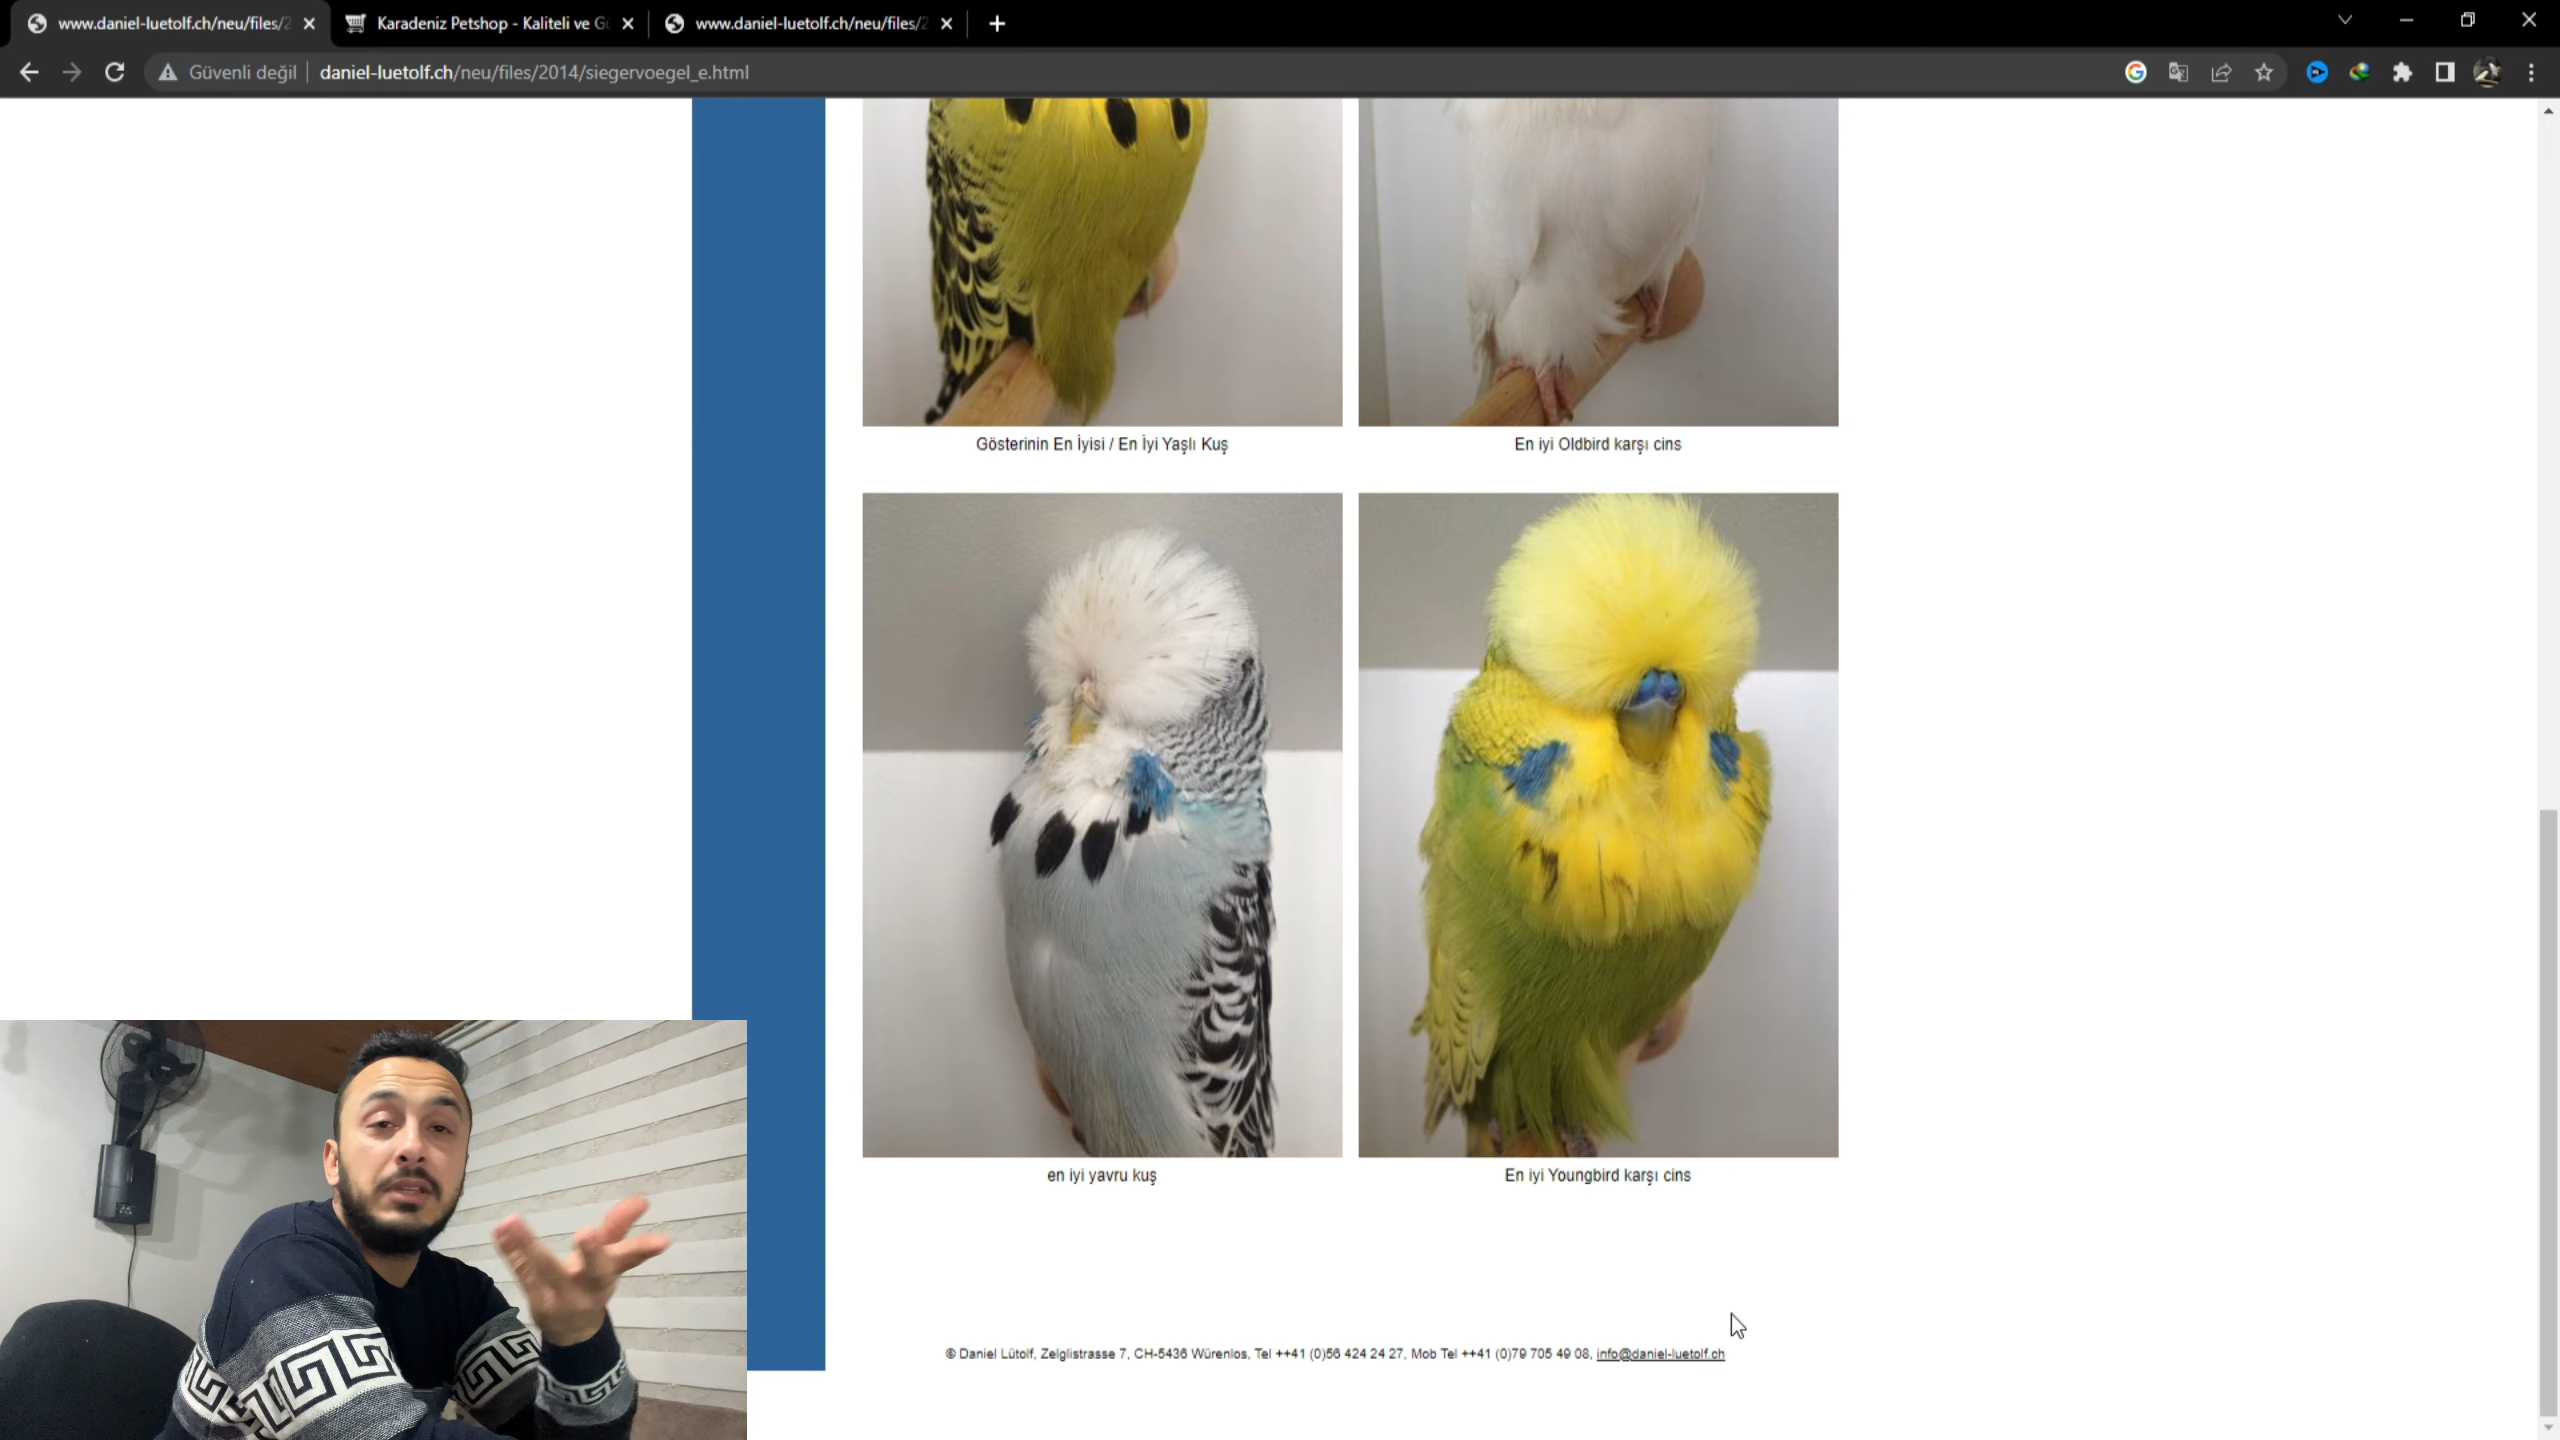 www.daniel-luetolf.ch/neu/files/2
Karadeniz Petshop - Kaliteli ve Gü
www.daniel-luetolf.ch/neu/files/2
Güvenli değil
daniel-luetolf.ch/neu/files/2014/siegervoegel_e.html
Gösterinin En İyisi / En İyi Yaşlı Kuş
En iyi Oldbird karşı cins
en iyi yavru kuş
En iyi Youngbird karşı cins
© Daniel Lütolf, Zelglistrasse 7, CH-5436 Würenlos, Tel ++41 (0)56 424 24 27, Mob Tel ++41 (0)79 705 49 08, info@daniel-luetolf.ch